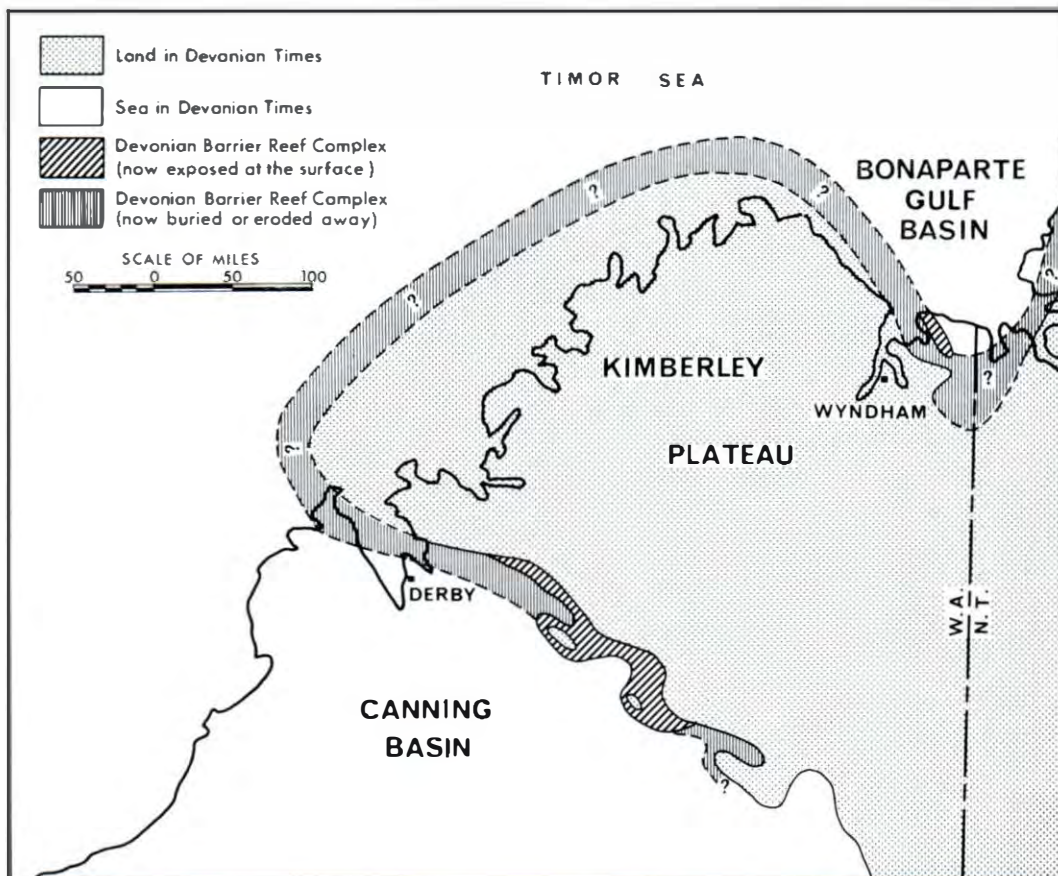 Land in Devonian Times
Sea in Devonian Times
Devonian Barrier Reef Complex
(now exposed at the surface)
Devonian Barrier Reef Complex
(now buried or eroded away)
SCALE OF MILES
50 0 50 100
TIMOR SEA
BONAPARTE
GULF
BASIN
?
?
?
?
?
?
KIMBERLEY
WYNDHAM
PLATEAU
?
DERBY
W.A.
N.T.
CANNING
BASIN
?